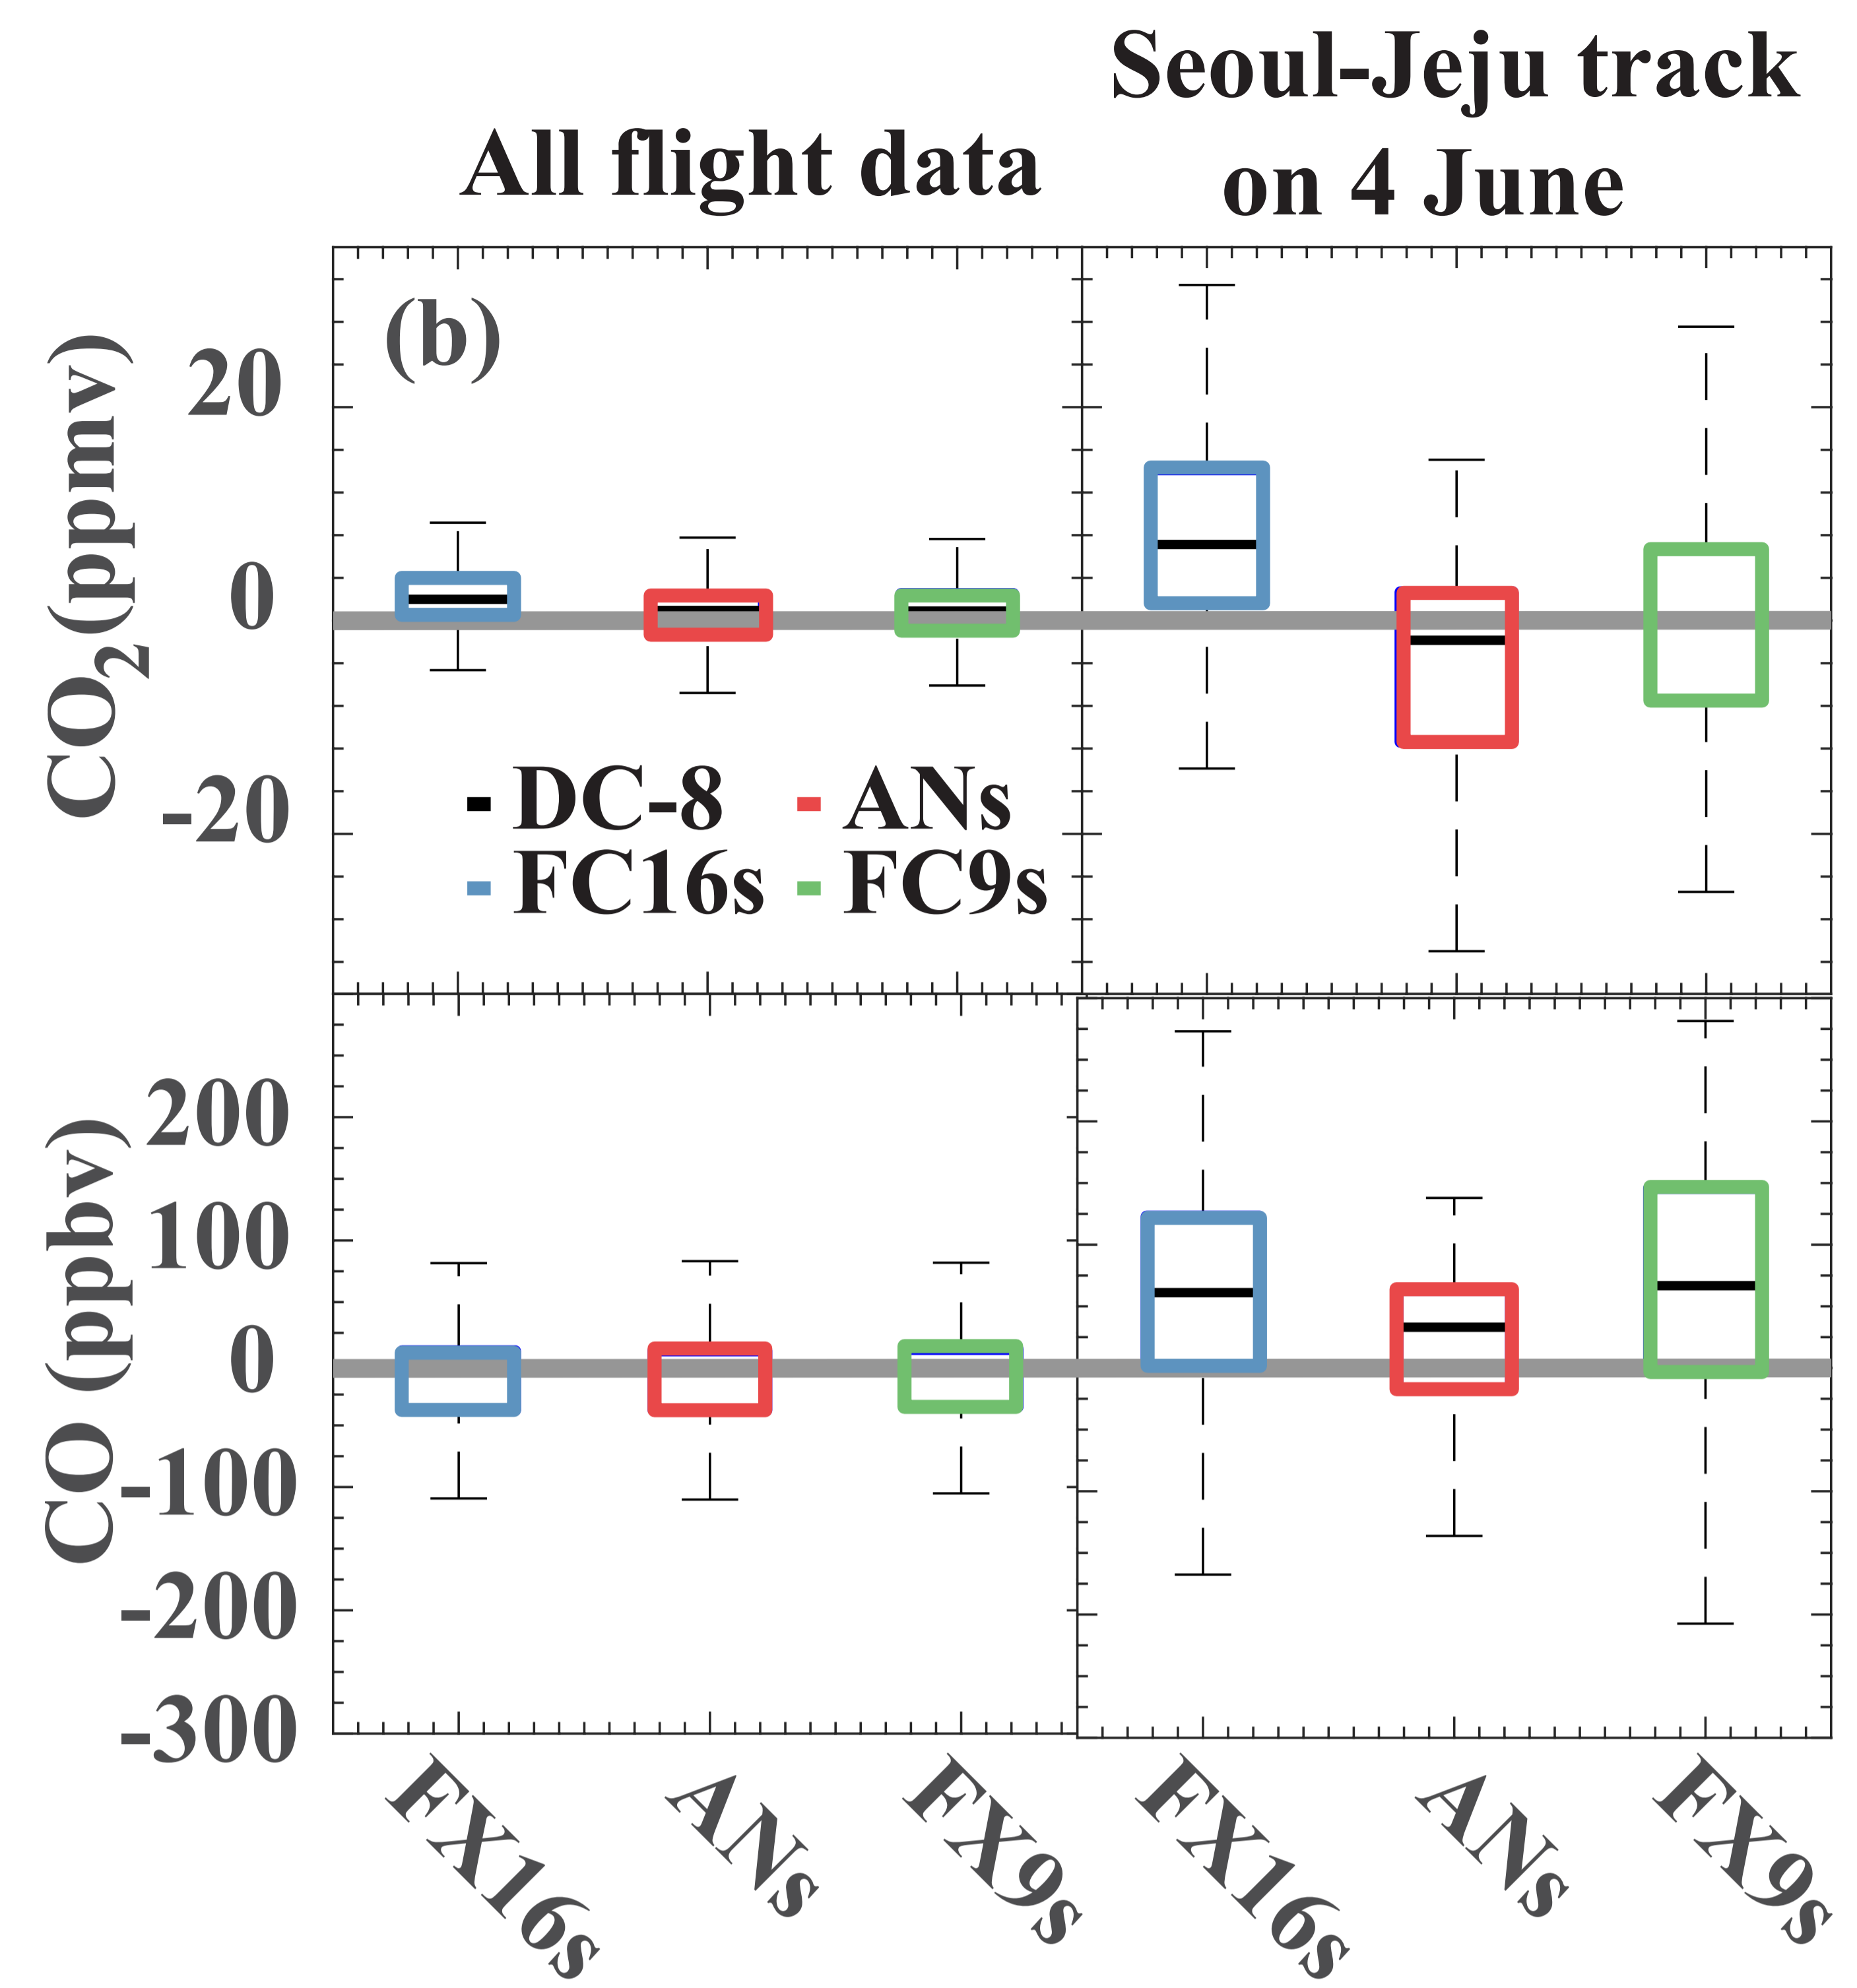 All flight data
Seoul-Jeju track
on 4 June
(b)
CO2(ppmv)
20
0
-20
DC-8 ANs
FC16s FC9s
CO (ppbv)
200
100
0
-100
-200
-300
FX16s ANs FX9s FX16s ANs FX9s